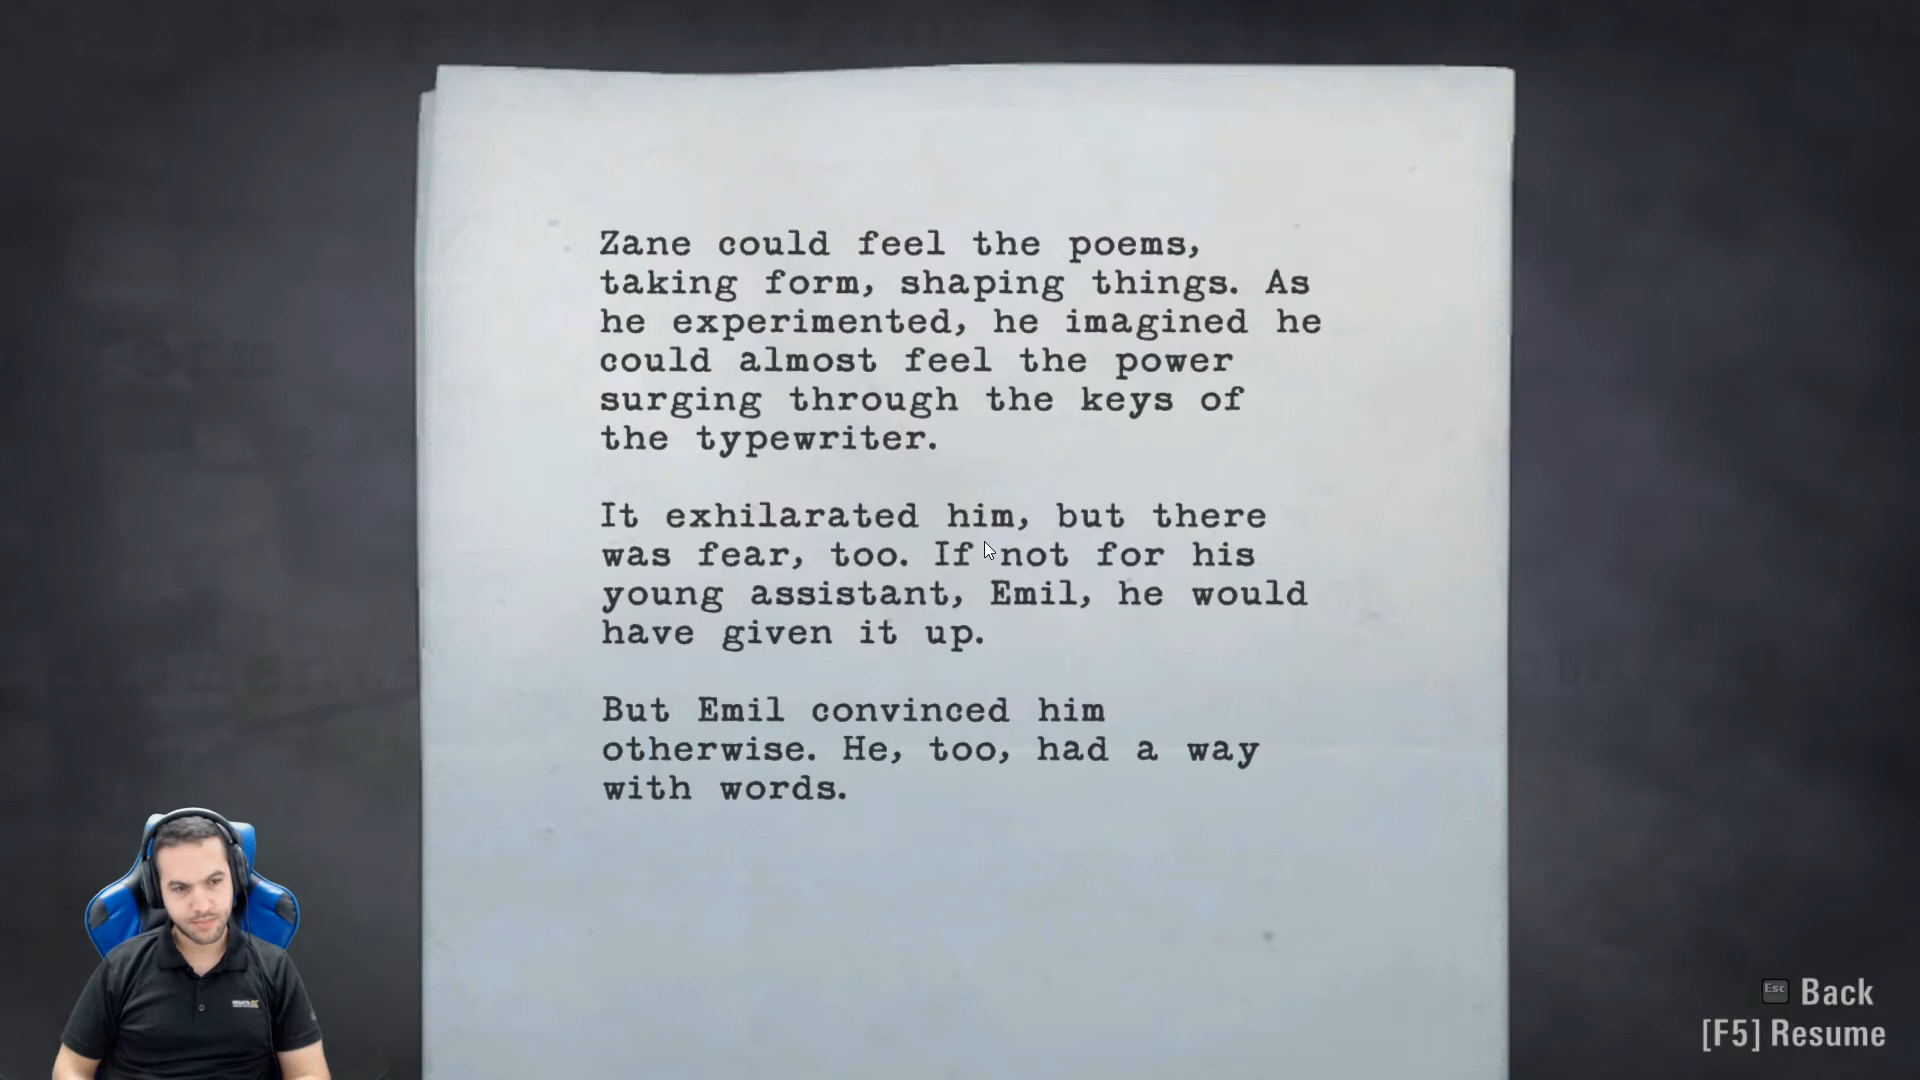 Zane could feel the poems,
taking form, shaping things. As
he experimented, he imagined he
could almost feel the power
surging through the keys of
the typewriter.
It exhilarated him, but there
was fear, too. If not for his
young assistant, Emil, he would
have given it up.
But Emil convinced him
otherwise. He, too, had a way
with words.
Esc Back
[F5] Resume